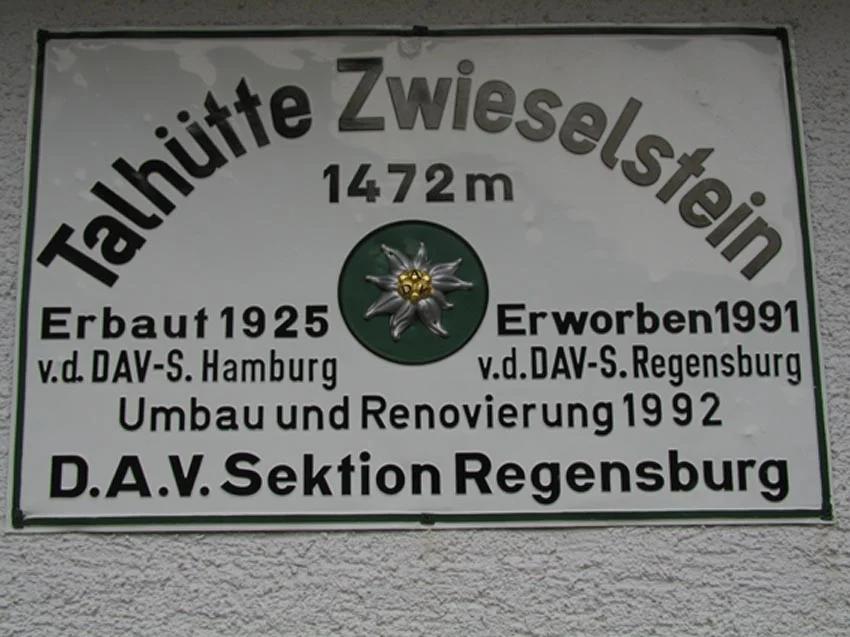 Talhütte Zwieselstein
1472m
Erbaut 1925
v.d. DAV-S. Hamburg
Erworben 1991
v.d. DAV-S. Regensburg
Umbau und Renovierung 1992
D.A.V. Sektion Regensburg